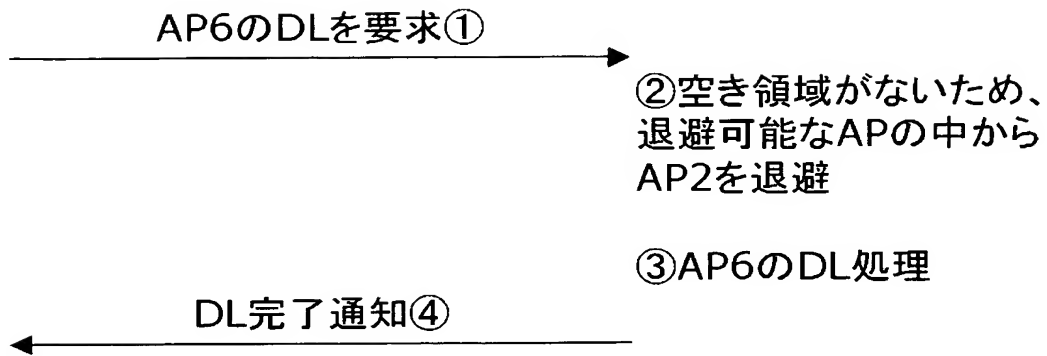 AP6のDLを要求①
②空き領域がないため、
退避可能なAPの中から
AP2を退避
③AP6のDL処理
DL完了通知④